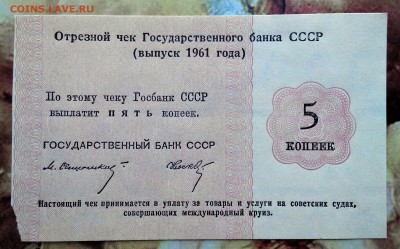 COINS.LAVE.RU
Отрезной чек Государственного банка СССР
(выпуск 1961 года)
По этому чеку Госбанк СССР
выплатит ПЯТЬ копеек.
5
КОПЕЕК
ГОСУДАРСТВЕННЫЙ БАНК СССР
Настоящий чек принимается в уплату за товары и услуги на советских судах,
совершающих международный круиз.